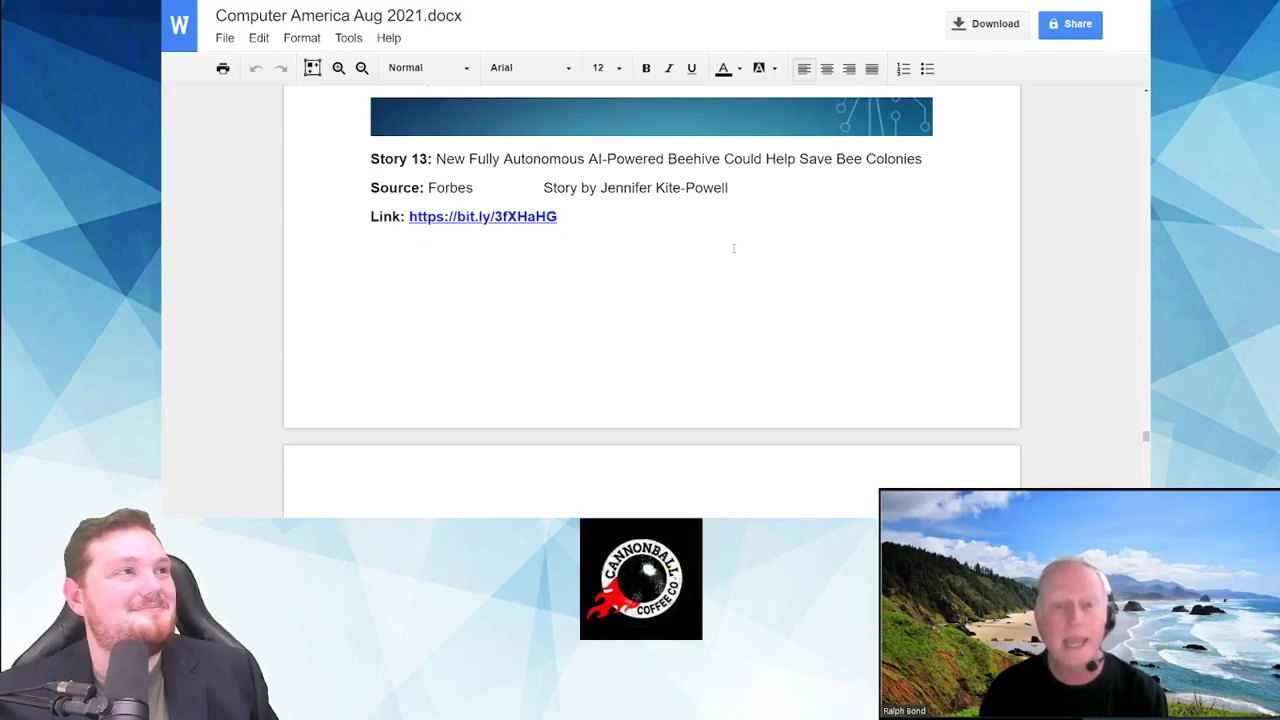 Computer America Aug 2021.docx
W
Download
Share
File Edit Format Tools Help
Normal Arial 12 B I U A A
Story 13: New Fully Autonomous AI-Powered Beehive Could Help Save Bee Colonies
Source: Forbes Story by Jennifer Kite-Powell
Link: https://bit.ly/3fXHaHG
CANNONBALL
COFFEE CO
Ralph Bond